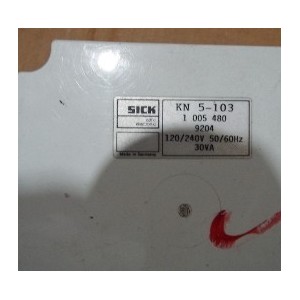 SICK
KN 5-103
1 005 480
9204
120/240V 50/60Hz
30VA
Made in Germany